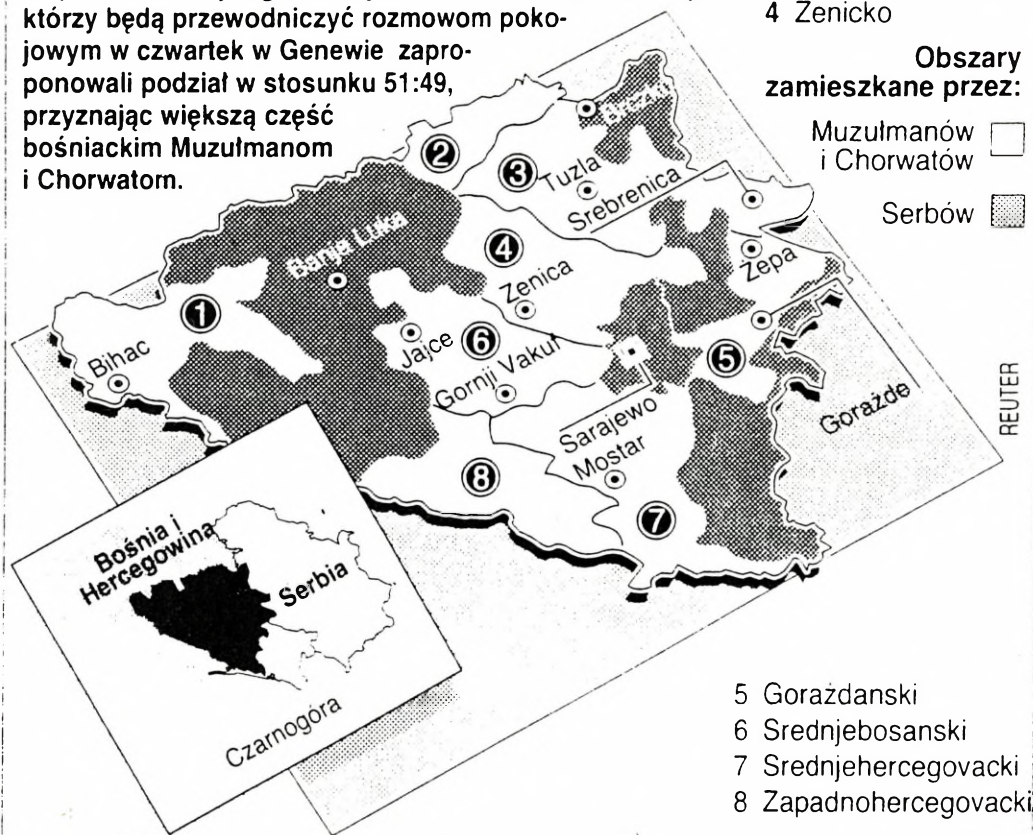 którzy będą przewodniczyć rozmowom poko-
jowym w czwartek w Genewie zapro-
ponowali podział w stosunku 51:49,
przyznając większą część
bośniackim Muzułmanom
i Chorwatom.
4 Zenicko
Obszary
zamieszkane przez:
Muzułmanów
i Chorwatów
Serbów
Brezko
2
3
Tuzla
Srebrenica
Banja Luka
4
Zenica
Żepa
1
Bihac
Jajce
6
Gornji Vakuf
5
Sarajewo
Gorażde
Mostar
8
7
REUTER
Bośnia i
Hercegowina
Serbia
Czarnogóra
5 Gorażdanski
6 Srednjebosanski
7 Srednjehercegovacki
8 Zapadnohercegovacki